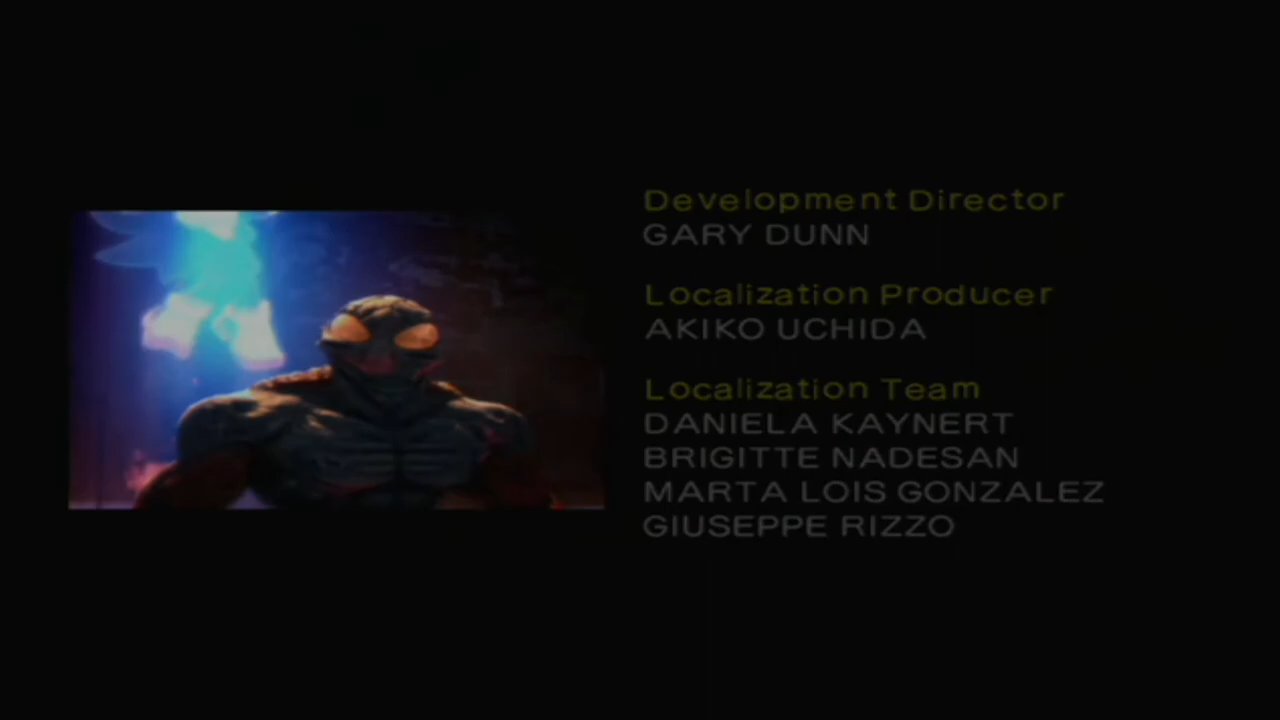 Development Director
GARY DUNN
Localization Producer
AKIKO UCHIDA
Localization Team
DANIELA KAYNERT
BRIGITTE NADESAN
MARTA LOIS GONZALEZ
GIUSEPPE RIZZO